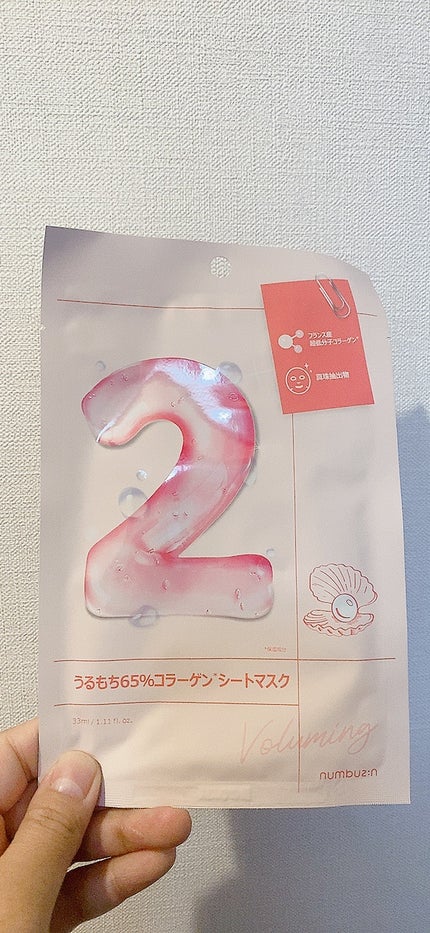 フランス産
超低分子コラーゲン*
真珠抽出物
2
*保湿成分
うるもち65%コラーゲン*シートマスク
33ml / 1.11 fl. oz.
Voluming
numbuz:n